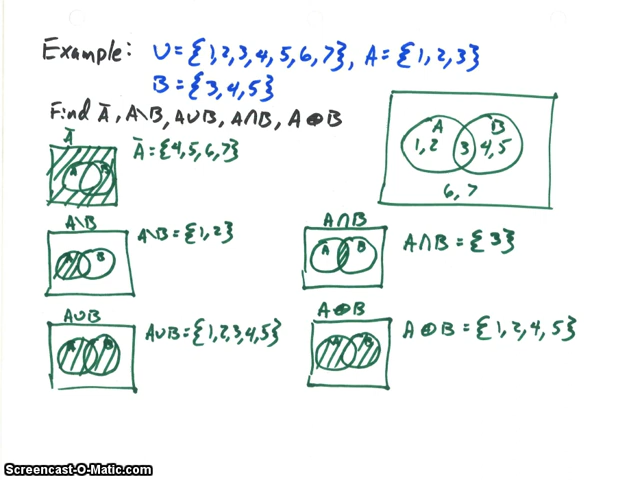 Example: U = {1,2,3,4,5,6,7}, A = {1,2,3}
B = {3,4,5}
Find Ā, A\B, A∪B, A∩B, A⊕B
A B
1,2 3 4,5
6,7
Ā
Ā = {4,5,6,7}
A B
A\B
A\B = {1,2}
A B
A∩B
A∩B = {3}
A B
A∪B
A∪B = {1,2,3,4,5}
A B
A⊕B
A⊕B = {1,2,4,5}
A B
Screencast-O-Matic.com